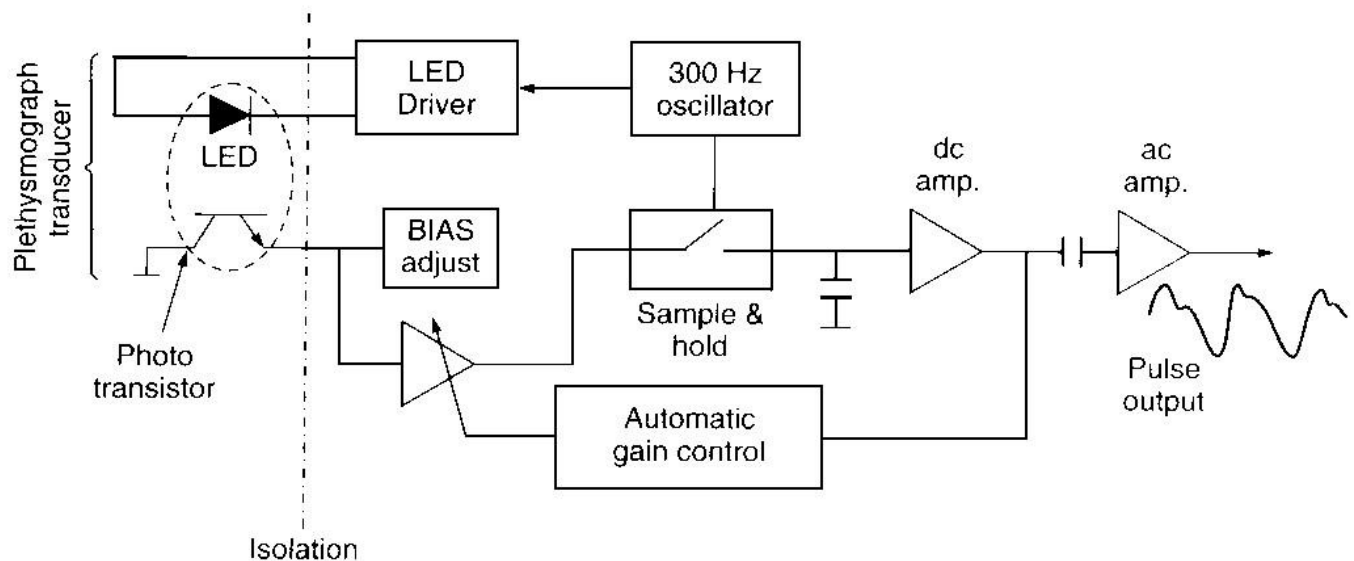 Plethysmograph
transducer
LED
Driver
300 Hz
oscillator
LED
dc
amp.
ac
amp.
BIAS
adjust
Sample &
hold
Photo
transistor
Automatic
gain control
Pulse
output
Isolation